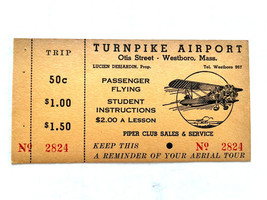 TRIP
50c
$1.00
$1.50
Nº 2824
TURNPIKE AIRPORT
Otis Street - Westboro, Mass.
LUCIEN DESJARDIN, Prop. Tel. Westboro 867
PASSENGER
FLYING
STUDENT
INSTRUCTIONS
$2.00 A LESSON
PIPER CLUB SALES & SERVICE
KEEP THIS Nº 2824
A REMINDER OF YOUR AERIAL TOUR